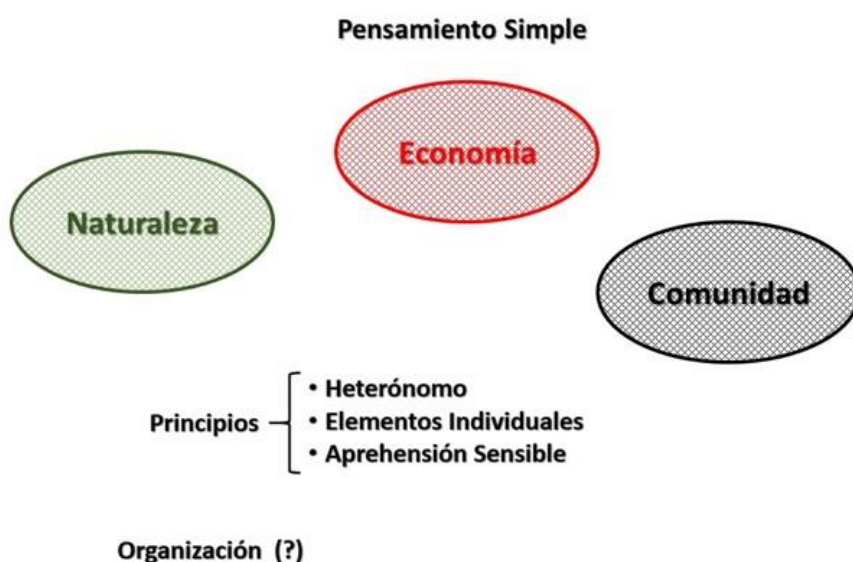 Pensamiento Simple
Economía
Naturaleza
Comunidad
Principios
• Heterónomo
• Elementos Individuales
• Aprehensión Sensible
Organización (?)